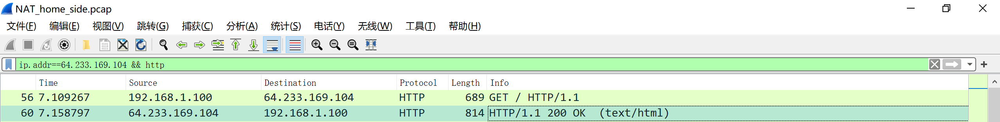 NAT_home_side.pcap
文件(F) 编辑(E) 视图(V) 跳转(G) 捕获(C) 分析(A) 统计(S) 电话(Y) 无线(W) 工具(T) 帮助(H)
ip.addr==64.233.169.104 && http
Time Source Destination Protocol Length Info
56 7.109267 192.168.1.100 64.233.169.104 HTTP 689 GET / HTTP/1.1
60 7.158797 64.233.169.104 192.168.1.100 HTTP 814 HTTP/1.1 200 OK (text/html)